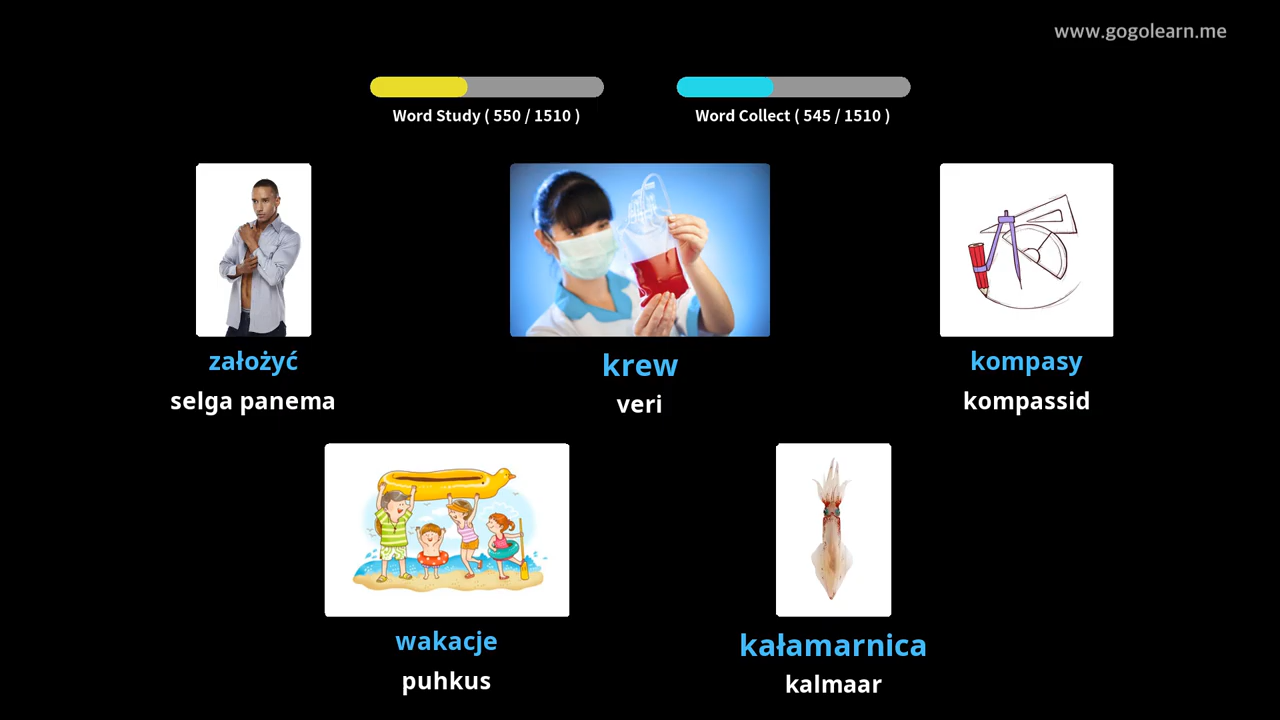 www.gogolearn.me
Word Study ( 550 / 1510 )
Word Collect ( 545 / 1510 )
założyć
selga panema
krew
veri
kompasy
kompassid
wakacje
puhkus
kałamarnica
kalmaar